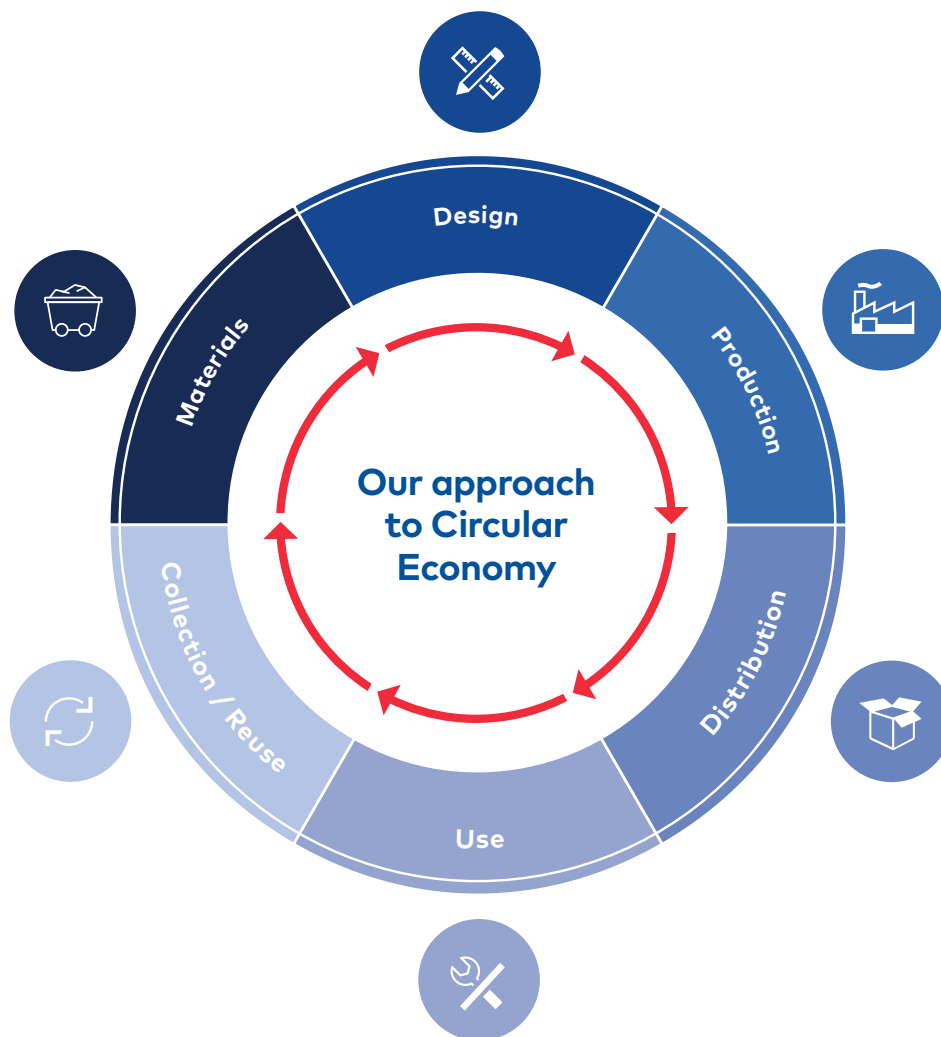 Design
Production
Distribution
Use
Collection / Reuse
Materials
Our approach
to Circular
Economy